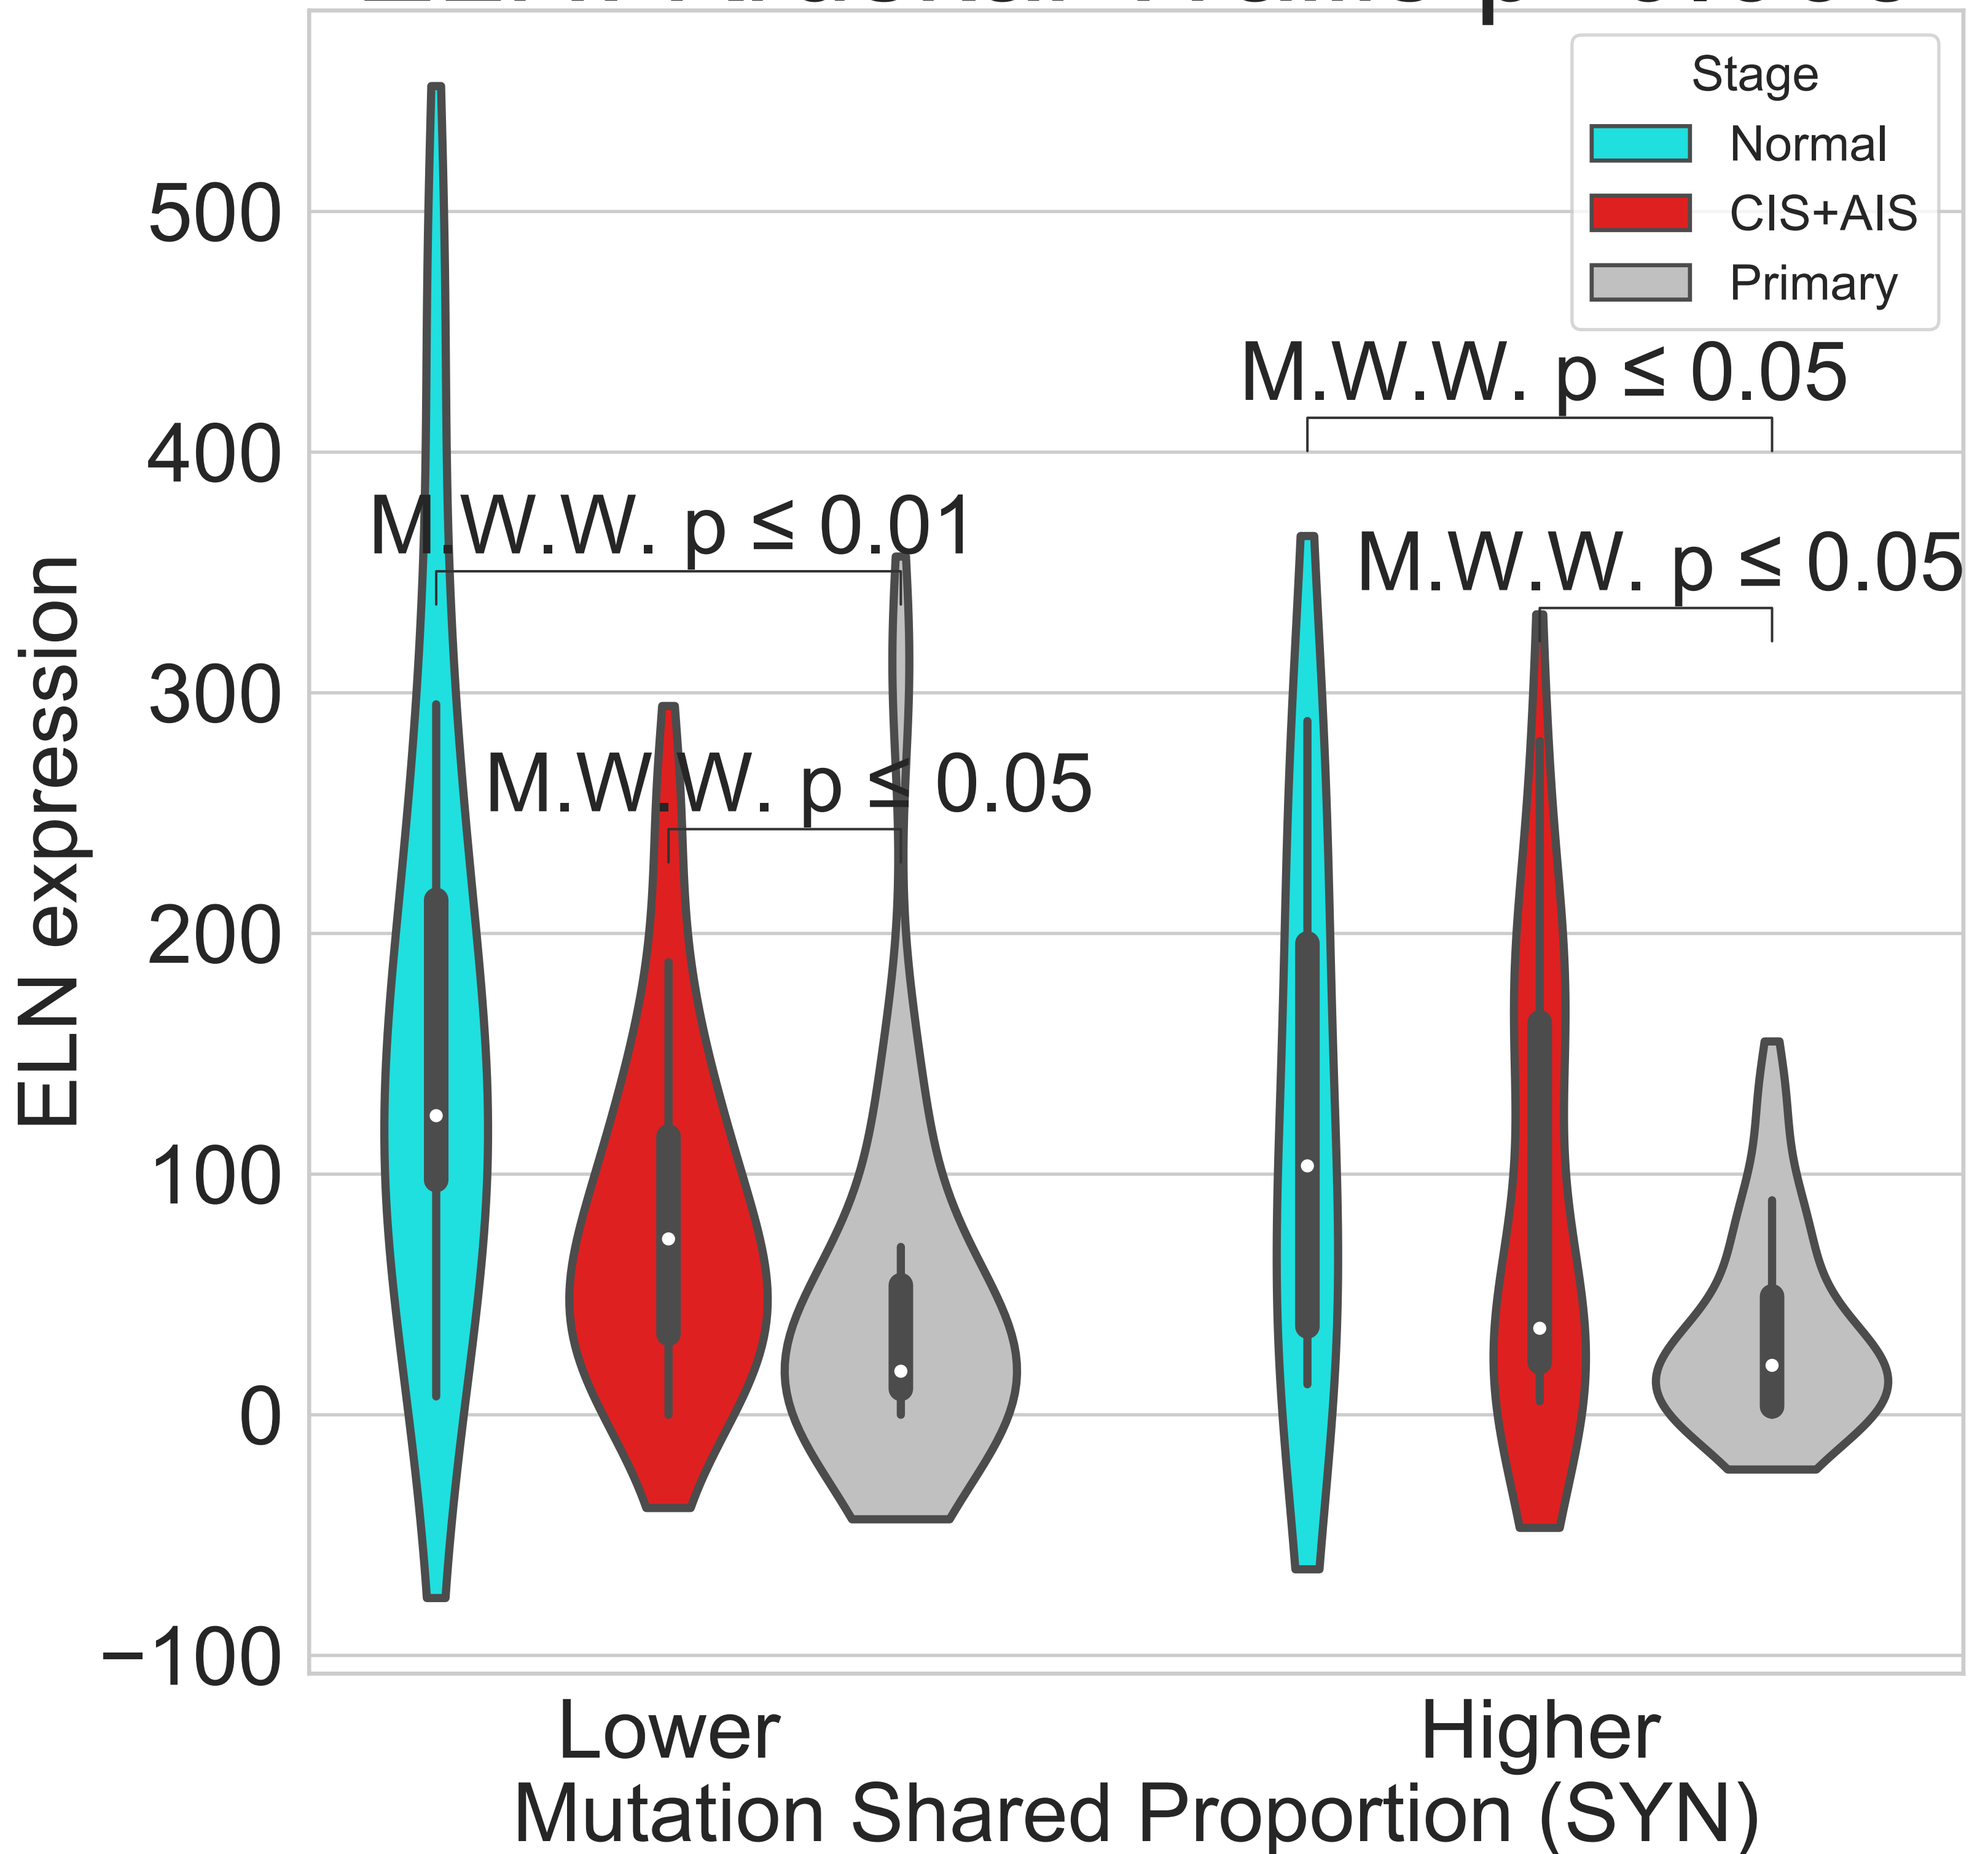 Stage
Normal
CIS+AIS
Primary
M.W.W. p ≤ 0.05
M.W.W. p ≤ 0.01
M.W.W. p ≤ 0.05
M.W.W. p ≤ 0.05
500
400
300
200
100
0
−100
ELN expression
Lower
Higher
Mutation Shared Proportion (SYN)